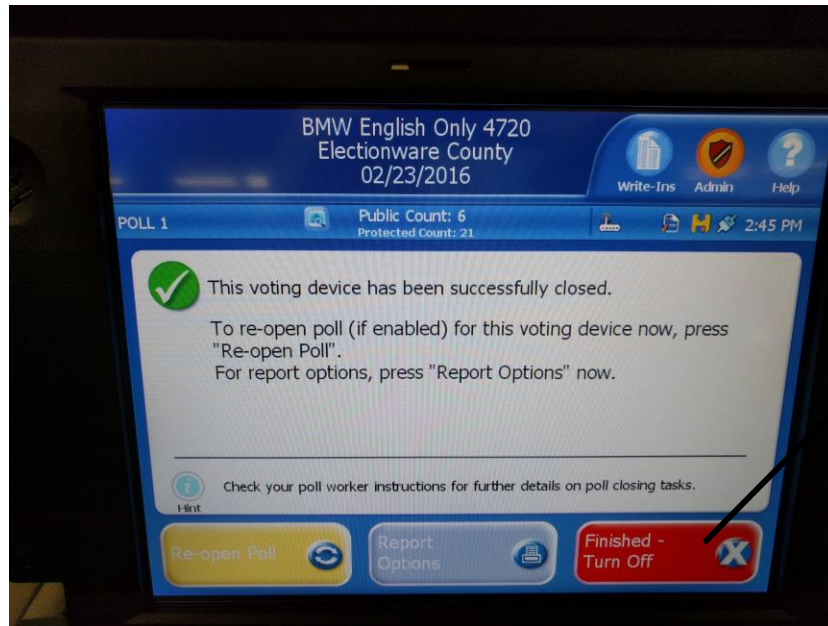 BMW English Only 4720
Electionware County
02/23/2016
Write-Ins
Admin
Help
POLL 1
Public Count: 6
Protected Count: 21
2:45 PM
This voting device has been successfully closed.
To re-open poll (if enabled) for this voting device now, press
"Re-open Poll".
For report options, press "Report Options" now.
Hint
Check your poll worker instructions for further details on poll closing tasks.
Re-open Poll
Report
Options
Finished -
Turn Off